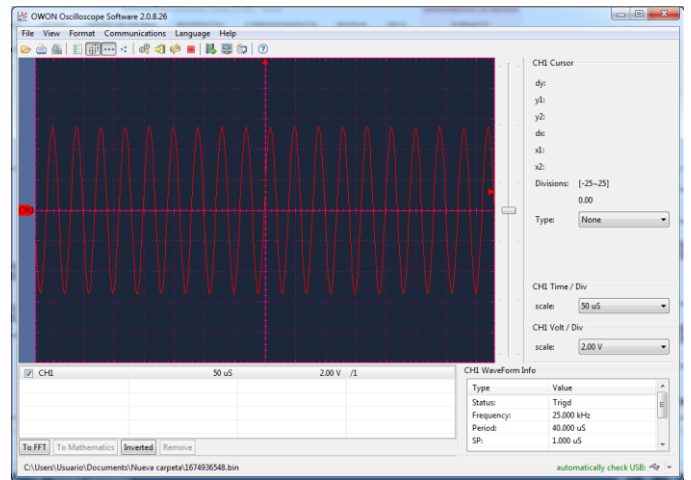 OWON Oscilloscope Software 2.0.8.26
File View Format Communications Language Help
CH1 Cursor
dy:
y1:
y2:
dx:
x1:
x2:
Divisions: [-25~25]
0.00
Type: None
CH1 Time / Div
scale: 50 uS
CH1 Volt / Div
scale: 2.00 V
CH1
CH1 50 uS 2.00 V /1
To FFT To Mathematics Inverted Remove
CH1 WaveForm Info
Type Value
Status: Trigd
Frequency: 25.000 kHz
Period: 40.000 uS
SP: 1.000 uS
C:\Users\Usuario\Documents\Nueva carpeta\1674936548.bin
automatically check USB: